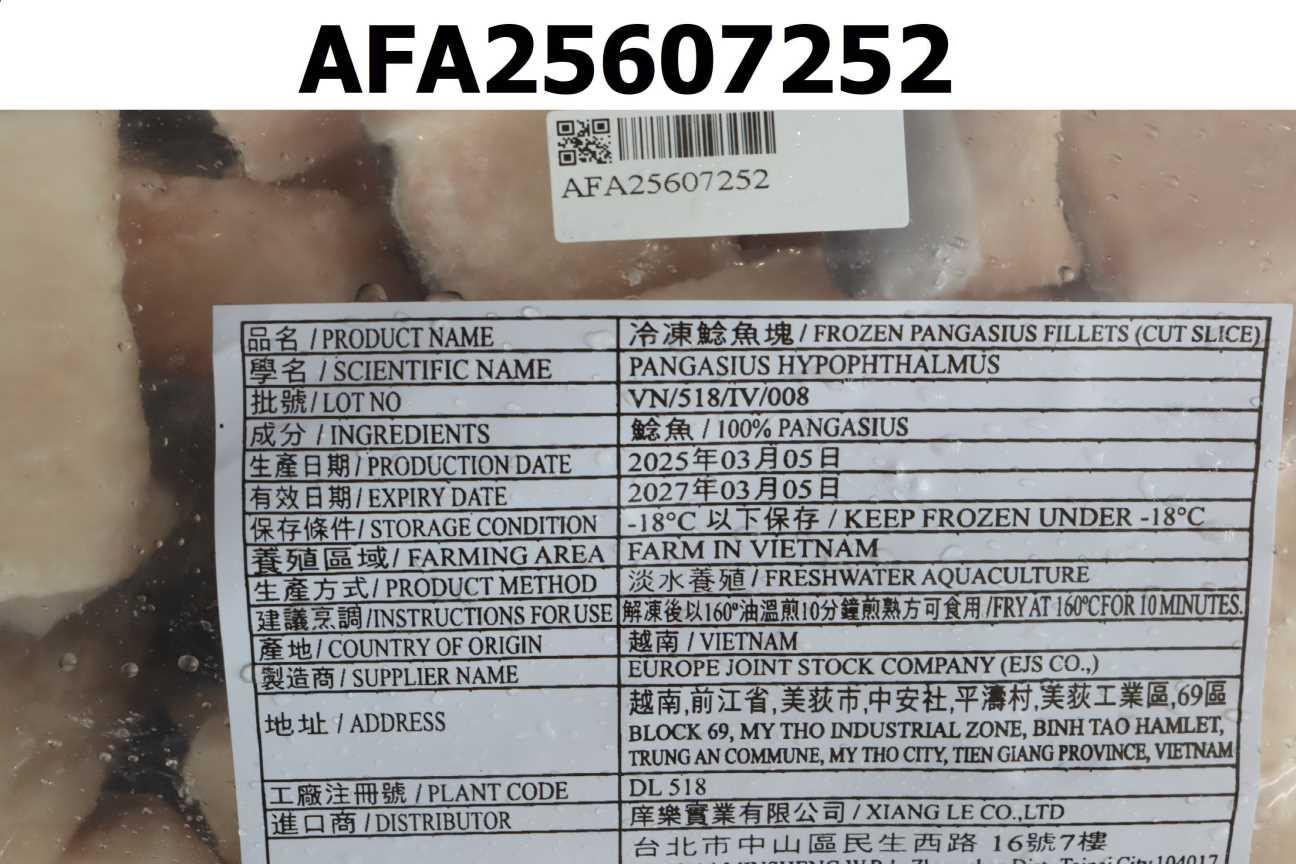 AFA25607252
AFA25607252
品名 / PRODUCT NAME 冷凍鯰魚塊 / FROZEN PANGASIUS FILLETS (CUT SLICE)
學名 / SCIENTIFIC NAME PANGASIUS HYPOPHTHALMUS
批號 / LOT NO VN/518/IV/008
成分 / INGREDIENTS 鯰魚 / 100% PANGASIUS
生產日期 / PRODUCTION DATE 2025年03月05日
有效日期 / EXPIRY DATE 2027年03月05日
保存條件 / STORAGE CONDITION -18°C 以下保存 / KEEP FROZEN UNDER -18°C
養殖區域 / FARMING AREA FARM IN VIETNAM
生產方式 / PRODUCT METHOD 淡水養殖 / FRESHWATER AQUACULTURE
建議烹調 /INSTRUCTIONS FOR USE 解凍後以160°油溫煎10分鐘煎熟方可食用 /FRY AT 160°CFOR 10 MINUTES.
產地 / COUNTRY OF ORIGIN 越南 / VIETNAM
製造商 / SUPPLIER NAME EUROPE JOINT STOCK COMPANY (EJS CO.,)
地址 / ADDRESS 越南,前江省,美荻市,中安社,平濤村,美荻工業區,69區
BLOCK 69, MY THO INDUSTRIAL ZONE, BINH TAO HAMLET,
TRUNG AN COMMUNE, MY THO CITY, TIEN GIANG PROVINCE, VIETNAM
工廠註冊號 / PLANT CODE DL 518
進口商 / DISTRIBUTOR 庠樂實業有限公司 / XIANG LE CO.,LTD
台北市中山區民生西路 16號7樓
Taipei City 104017